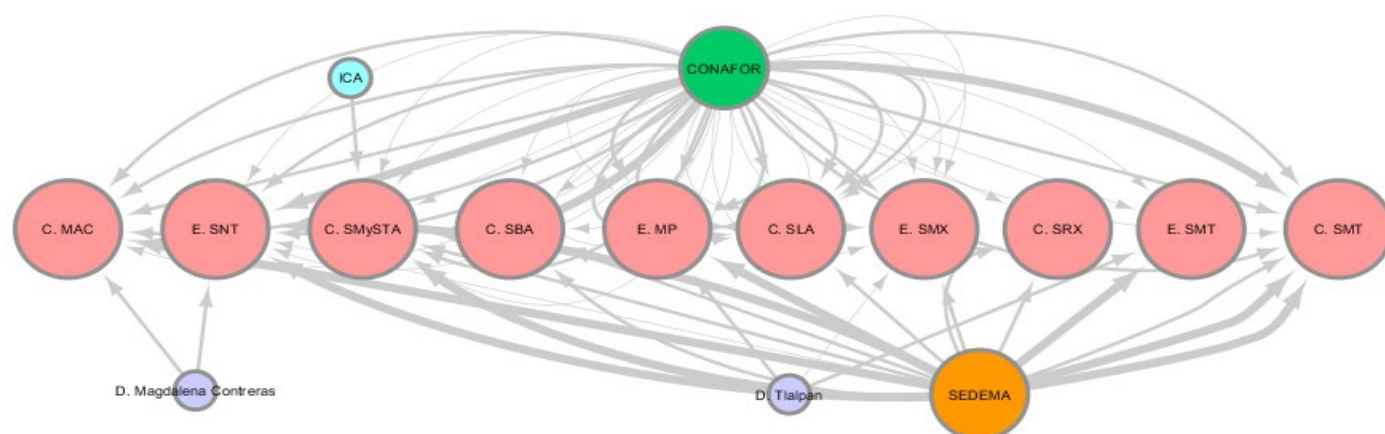 CONAFOR
ICA
C. MAC
E. SNT
C. SMySTA
C. SBA
E. MP
C. SLA
E. SMX
C. SRX
E. SMT
C. SMT
D. Magdalena Contreras
D. Tlalpan
SEDEMA